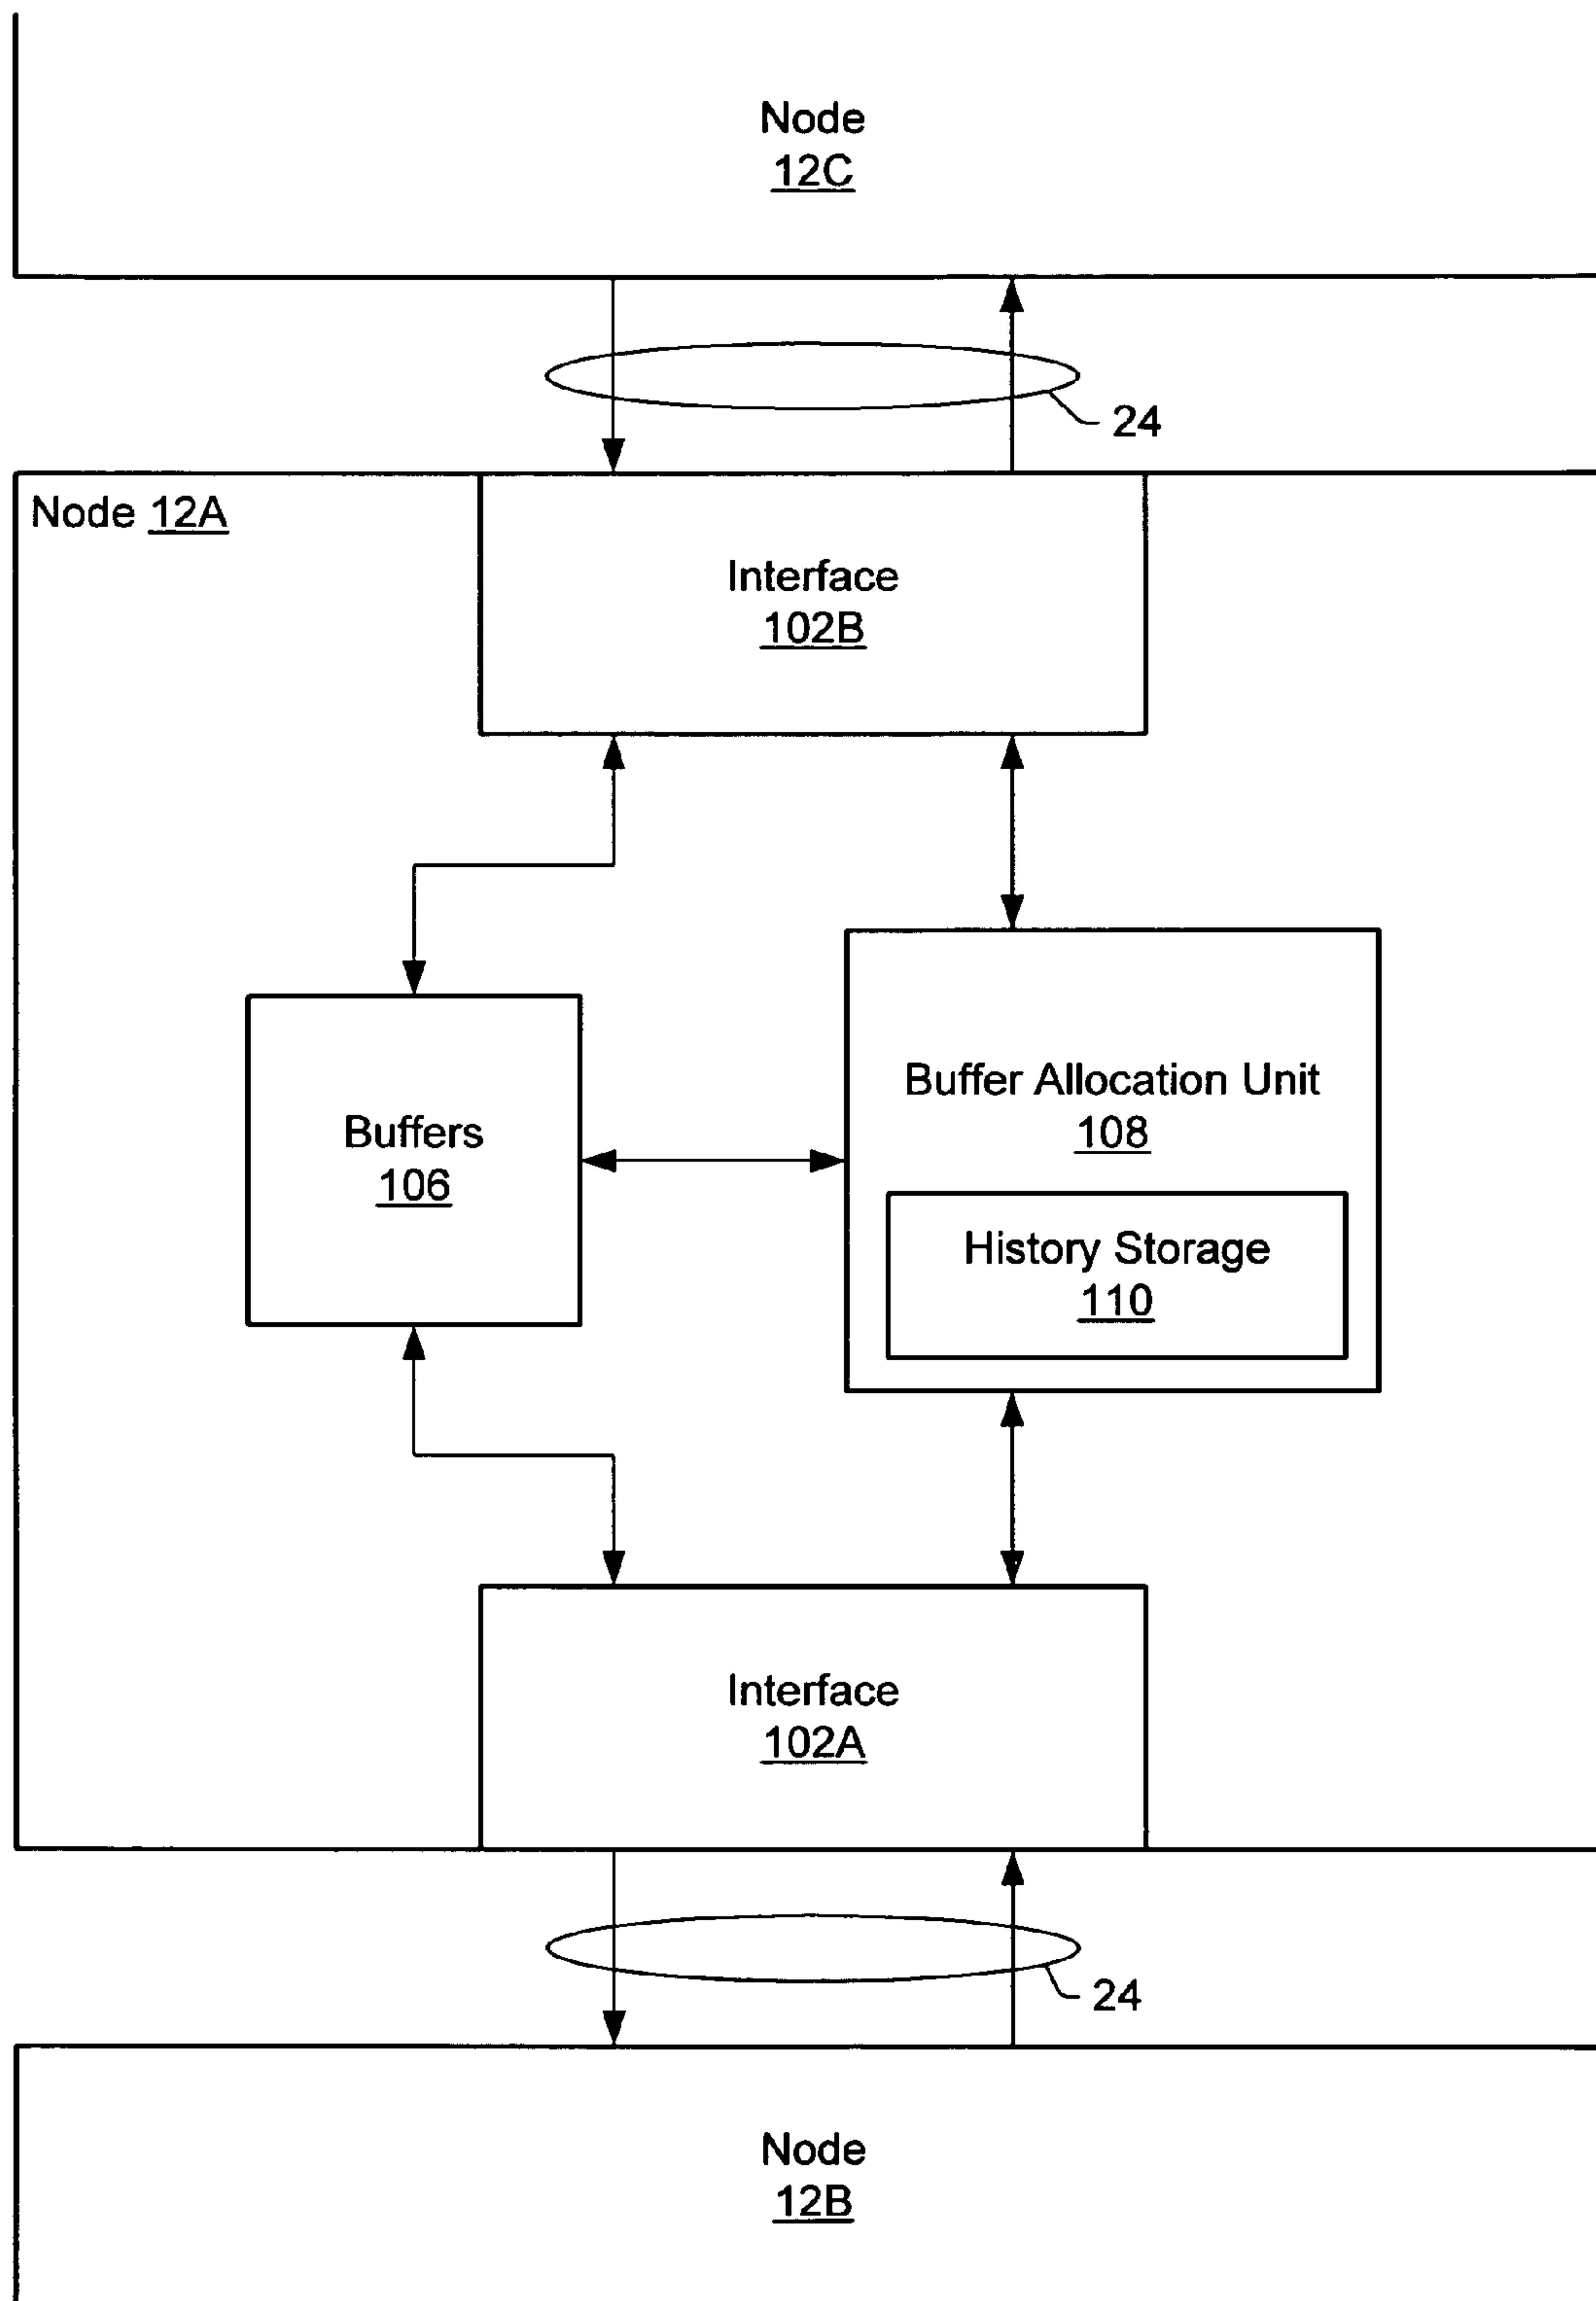 Node
12C
24
Node 12A
Interface
102B
Buffer Allocation Unit
108
Buffers
106
History Storage
110
Interface
102A
24
Node
12B